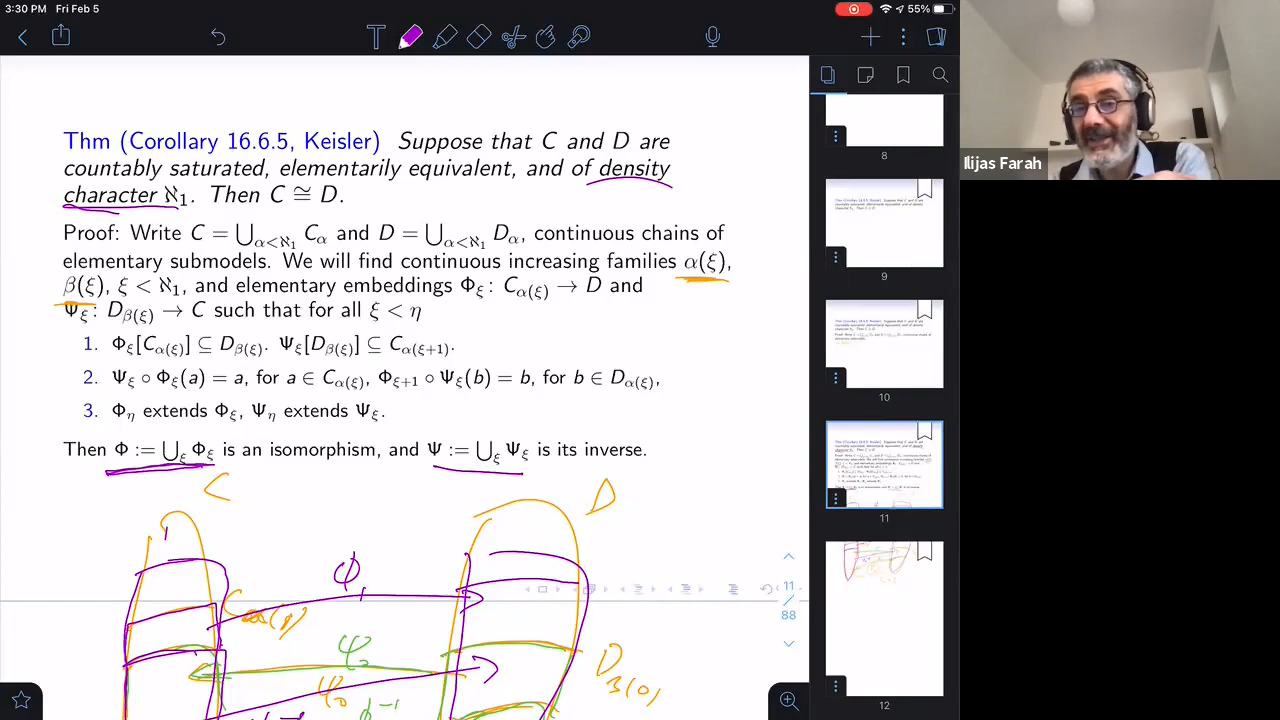 3:30 PM Fri Feb 5
55%
Thm (Corollary 16.6.5, Keisler) Suppose that C and D are
countably saturated, elementarily equivalent, and of density
character ℵ₁. Then C ≅ D.
Proof: Write C = ⋃_{α<ℵ₁} C_α and D = ⋃_{α<ℵ₁} D_α, continuous chains of
elementary submodels. We will find continuous increasing families α(ξ),
β(ξ), ξ < ℵ₁, and elementary embeddings Φ_ξ : C_{α(ξ)} → D and
Ψ_ξ : D_{β(ξ)} → C such that for all ξ < η
1. Φ_ξ[C_{α(ξ)}] ⊆ D_{β(ξ)}. Ψ_ξ[D_{β(ξ)}] ⊆ C_{α(ξ+1)}.
2. Ψ_ξ ∘ Φ_ξ(a) = a, for a ∈ C_{α(ξ)}, Φ_{ξ+1} ∘ Ψ_ξ(b) = b, for b ∈ D_{α(ξ)},
3. Φ_η extends Φ_ξ, Ψ_η extends Ψ_ξ.
Then Φ := ⋃_ξ Φ_ is an isomorphism, and Ψ := ⋃_ξ Ψ_ξ is its inverse.
C
D
Φ₁
D_{β(0)}
11
/
88
8
9
10
11
12
Ilijas Farah